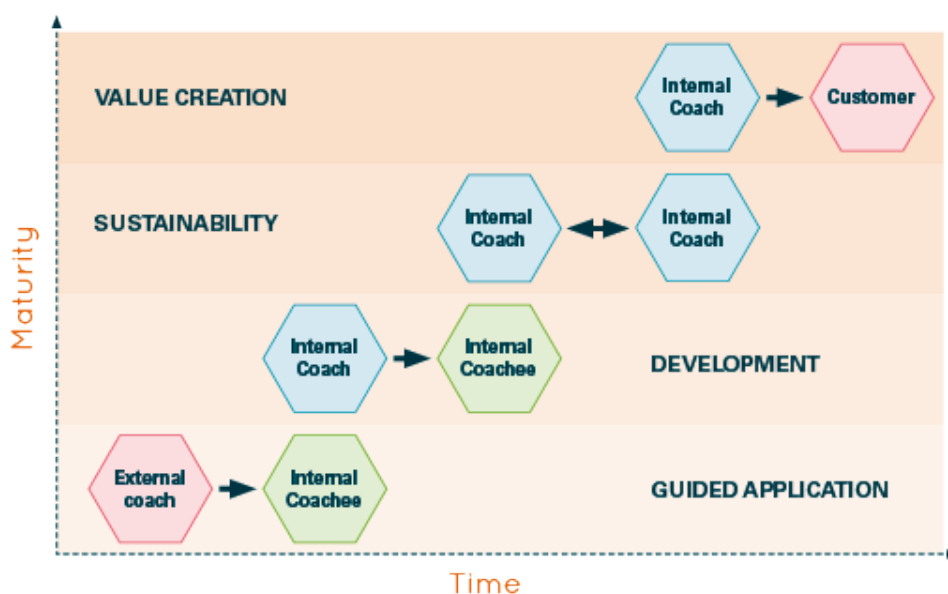 VALUE CREATION
Internal
Coach
Customer
SUSTAINABILITY
Internal
Coach
Internal
Coach
Internal
Coach
Internal
Coachee
DEVELOPMENT
External
coach
Internal
Coachee
GUIDED APPLICATION
Maturity
Time